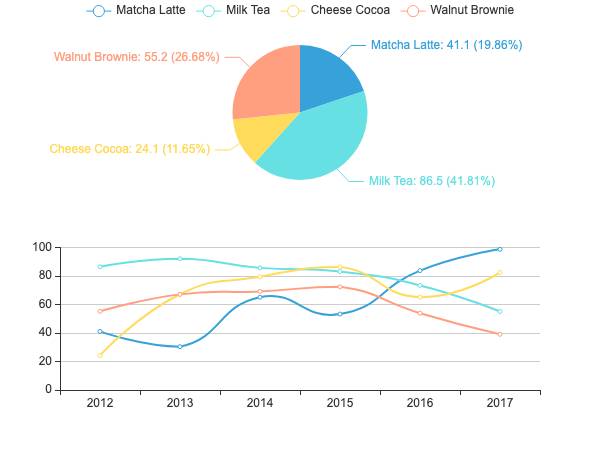 Matcha Latte Milk Tea Cheese Cocoa Walnut Brownie
Matcha Latte: 41.1 (19.86%)
Walnut Brownie: 55.2 (26.68%)
Cheese Cocoa: 24.1 (11.65%)
Milk Tea: 86.5 (41.81%)
100
80
60
40
20
0
2012 2013 2014 2015 2016 2017